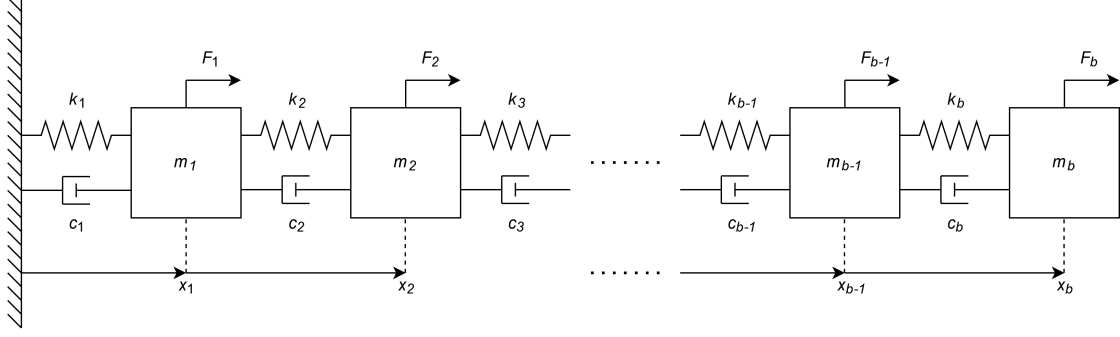 F1 F2 Fb-1 Fb
k1 k2 k3 kb-1 kb
m1 m2 ....... mb-1 mb
c1 c2 c3 cb-1 cb
.......
x1 x2 xb-1 xb